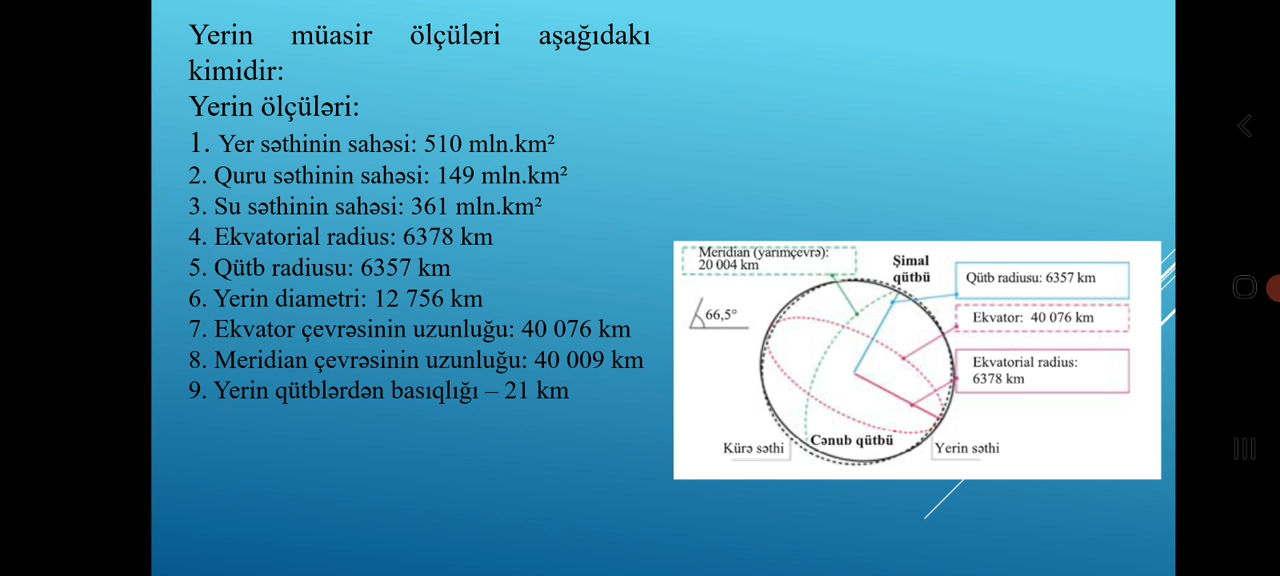 Yerin müasir ölçüləri aşağıdakı
kimidir:
Yerin ölçüləri:
1. Yer səthinin sahəsi: 510 mln.km²
2. Quru səthinin sahəsi: 149 mln.km²
3. Su səthinin sahəsi: 361 mln.km²
4. Ekvatorial radius: 6378 km
5. Qütb radiusu: 6357 km
6. Yerin diametri: 12 756 km
7. Ekvator çevrəsinin uzunluğu: 40 076 km
8. Meridian çevrəsinin uzunluğu: 40 009 km
9. Yerin qütblərdən basıqlığı – 21 km
Meridian (yarımçevrə):
20 004 km
Şimal
qütbü
Qütb radiusu: 6357 km
66,5°
Ekvator: 40 076 km
Ekvatorial radius:
6378 km
Cənub qütbü
Kürə səthi
Yerin səthi